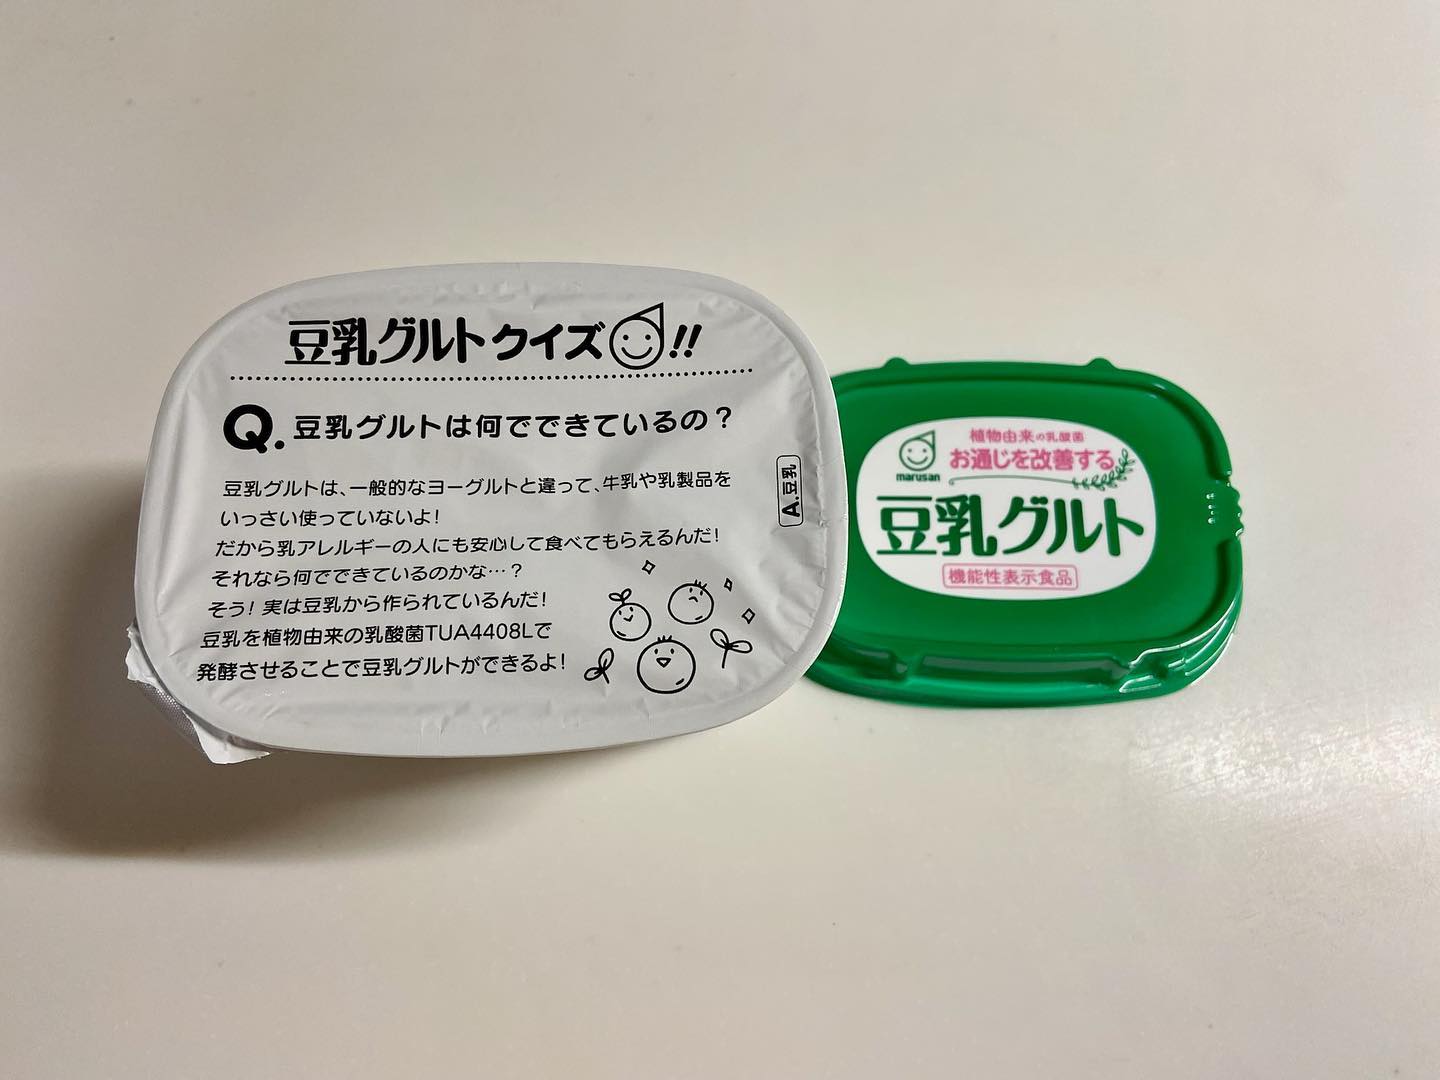 豆乳グルトクイズ!!
Q.豆乳グルトは何でできているの？
豆乳グルトは、一般的なヨーグルトと違って、牛乳や乳製品を
いっさい使っていないよ！
だから乳アレルギーの人にも安心して食べてもらえるんだ！
それなら何でできているのかな…？
そう！実は豆乳から作られているんだ！
豆乳を植物由来の乳酸菌TUA4408Lで
発酵させることで豆乳グルトができるよ！
A.豆乳
marusan
植物由来の乳酸菌
お通じを改善する
豆乳グルト
機能性表示食品